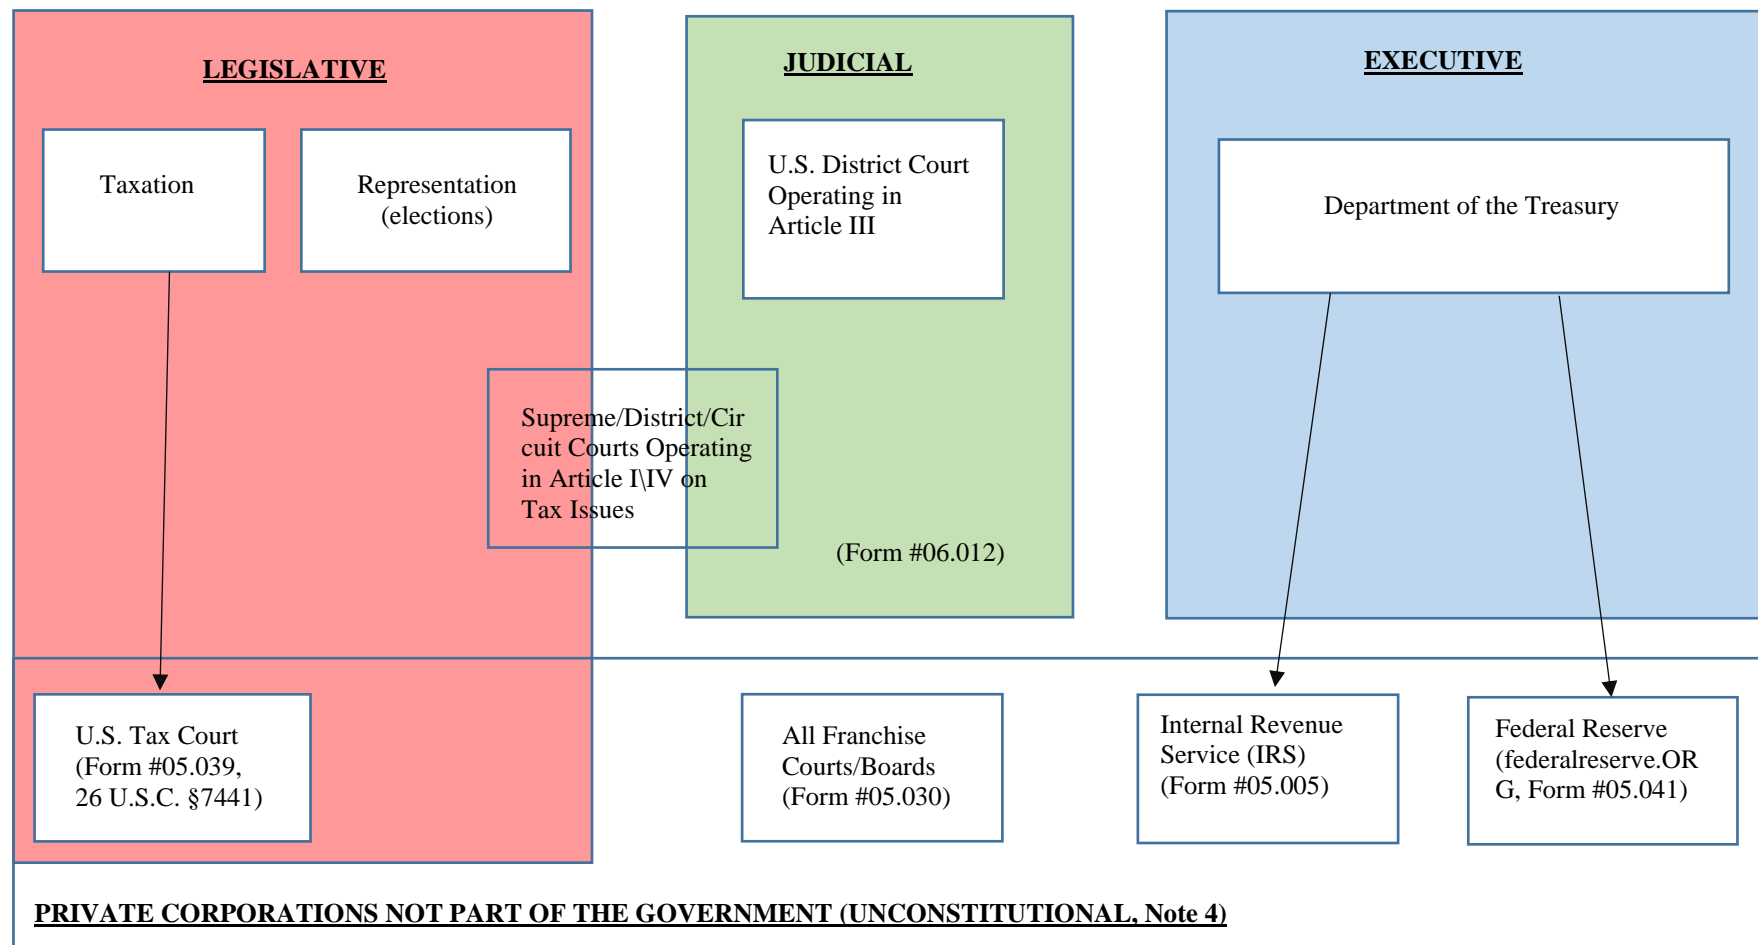 LEGISLATIVE
JUDICIAL
EXECUTIVE
Taxation
Representation
(elections)
U.S. District Court
Operating in
Article III
Department of the Treasury
Supreme/District/Cir
cuit Courts Operating
in Article I\IV on
Tax Issues
(Form #06.012)
U.S. Tax Court
(Form #05.039,
26 U.S.C. §7441)
All Franchise
Courts/Boards
(Form #05.030)
Internal Revenue
Service (IRS)
(Form #05.005)
Federal Reserve
(federalreserve.OR
G, Form #05.041)
PRIVATE CORPORATIONS NOT PART OF THE GOVERNMENT (UNCONSTITUTIONAL, Note 4)